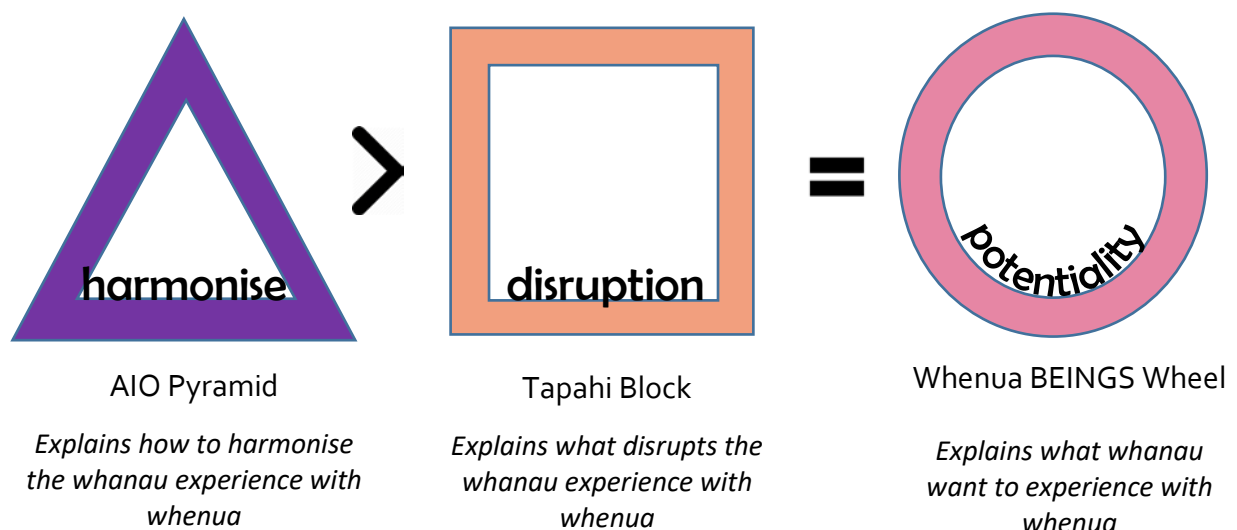 harmonise
>
disruption
=
potentiality
AIO Pyramid
Tapahi Block
Whenua BEINGS Wheel
Explains how to harmonise
the whanau experience with
whenua
Explains what disrupts the
whanau experience with
whenua
Explains what whanau
want to experience with
whenua